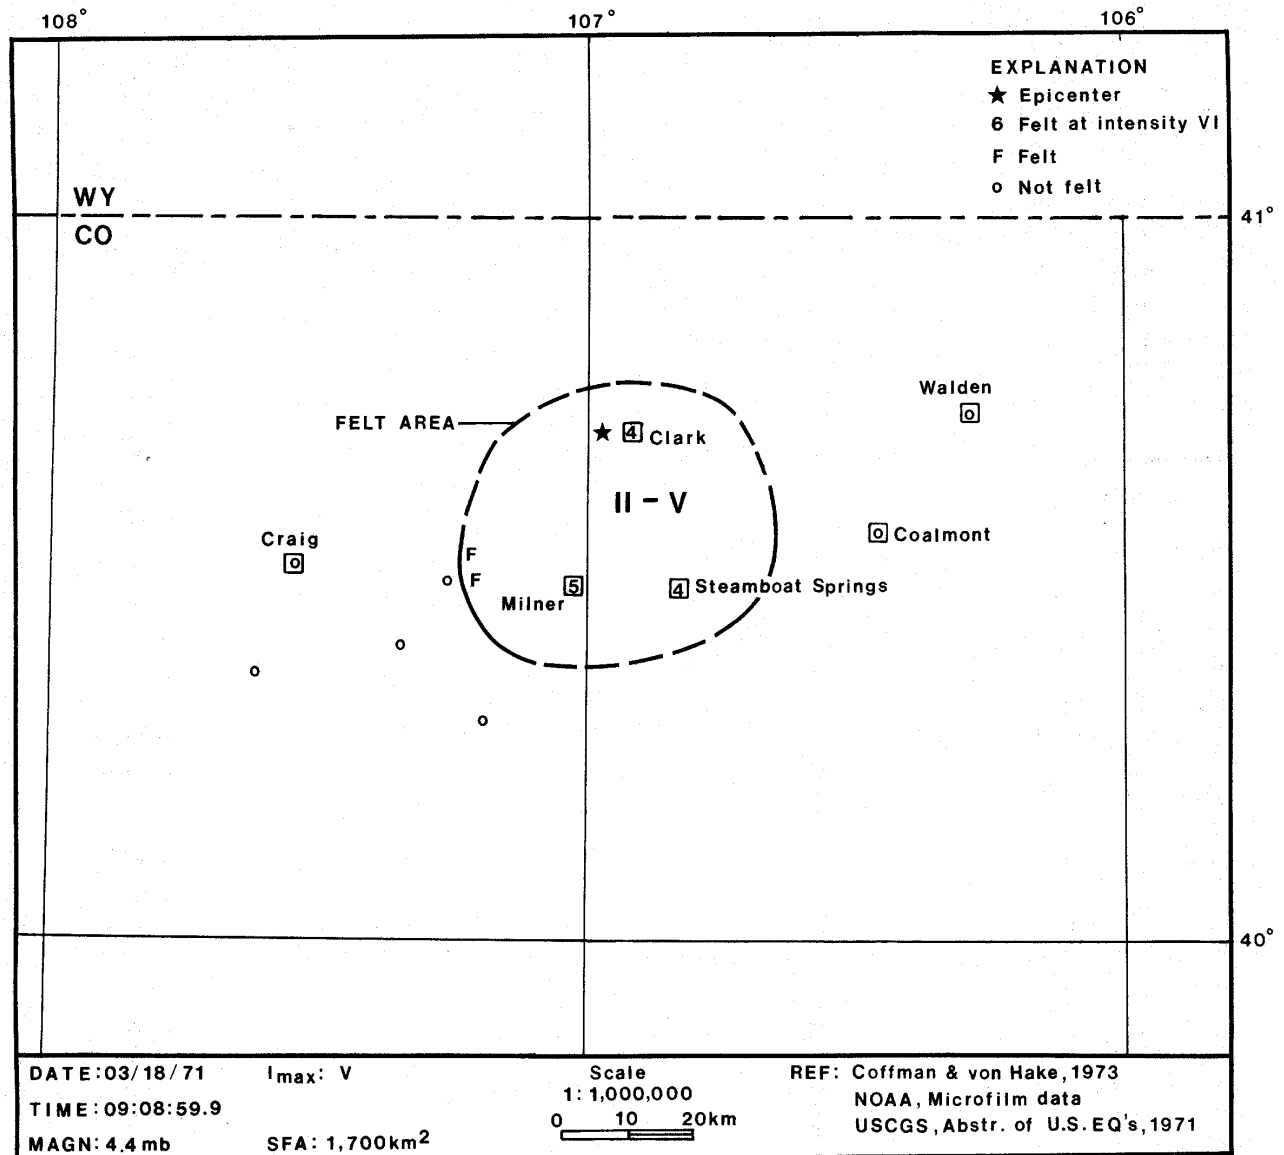 108° 107° 106°
EXPLANATION
★ Epicenter
6 Felt at intensity VI
F Felt
o Not felt
WY
41°
CO
Walden
o
FELT AREA
4 Clark
II – V
Craig
o
o Coalmont
F
o F
5
Milner
4 Steamboat Springs
o
o
o
40°
DATE:03/18/71
TIME:09:08:59.9
MAGN: 4.4 mb
Imax: V
SFA: 1,700km²
Scale
1:1,000,000
0 10 20km
REF: Coffman & von Hake,1973
NOAA, Microfilm data
USCGS, Abstr. of U.S. EQ's,1971